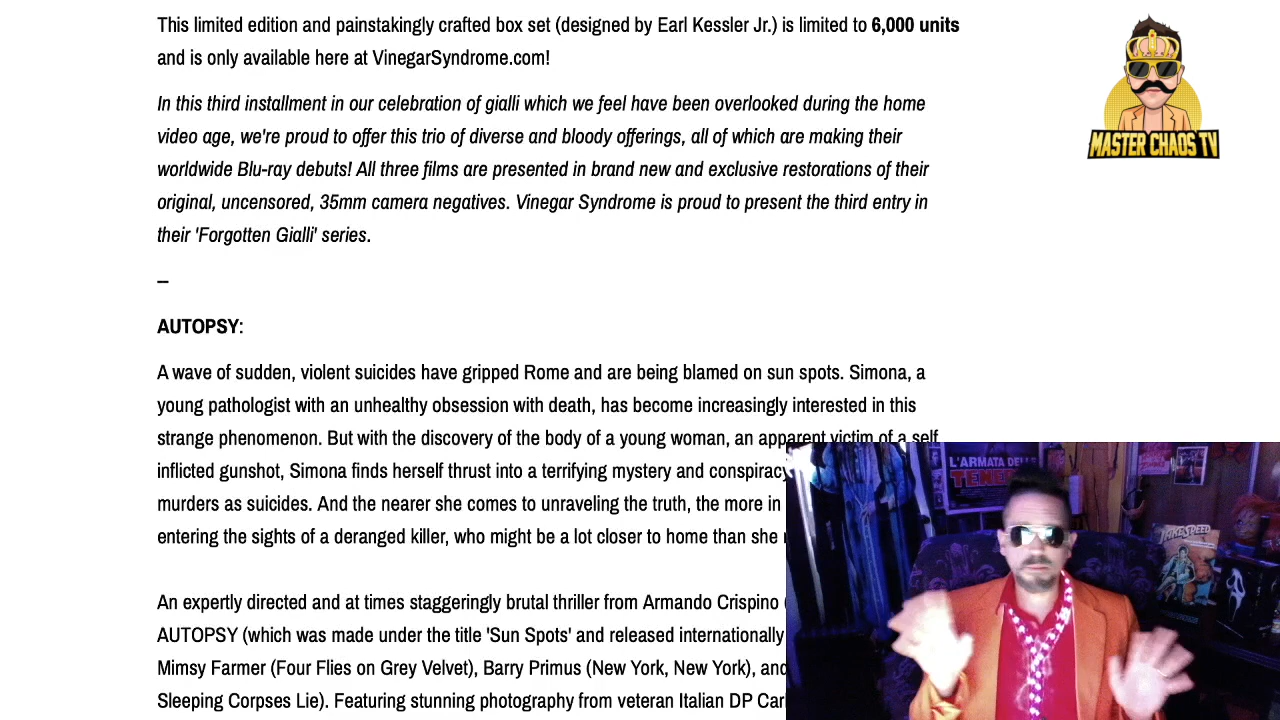 This limited edition and painstakingly crafted box set (designed by Earl Kessler Jr.) is limited to 6,000 units
and is only available here at VinegarSyndrome.com!
In this third installment in our celebration of gialli which we feel have been overlooked during the home
video age, we're proud to offer this trio of diverse and bloody offerings, all of which are making their
worldwide Blu-ray debuts! All three films are presented in brand new and exclusive restorations of their
original, uncensored, 35mm camera negatives. Vinegar Syndrome is proud to present the third entry in
their 'Forgotten Gialli' series.
–
AUTOPSY:
A wave of sudden, violent suicides have gripped Rome and are being blamed on sun spots. Simona, a
young pathologist with an unhealthy obsession with death, has become increasingly interested in this
strange phenomenon. But with the discovery of the body of a young woman, an apparent victim of a self
inflicted gunshot, Simona finds herself thrust into a terrifying mystery and conspiracy
murders as suicides. And the nearer she comes to unraveling the truth, the more in
entering the sights of a deranged killer, who might be a lot closer to home than she
An expertly directed and at times staggeringly brutal thriller from Armando Crispino
AUTOPSY (which was made under the title 'Sun Spots' and released internationally
Mimsy Farmer (Four Flies on Grey Velvet), Barry Primus (New York, New York), and
Sleeping Corpses Lie). Featuring stunning photography from veteran Italian DP
MASTER CHAOS TV
L'ARMATA DELLE
TENEBRE
JAKE SPEED